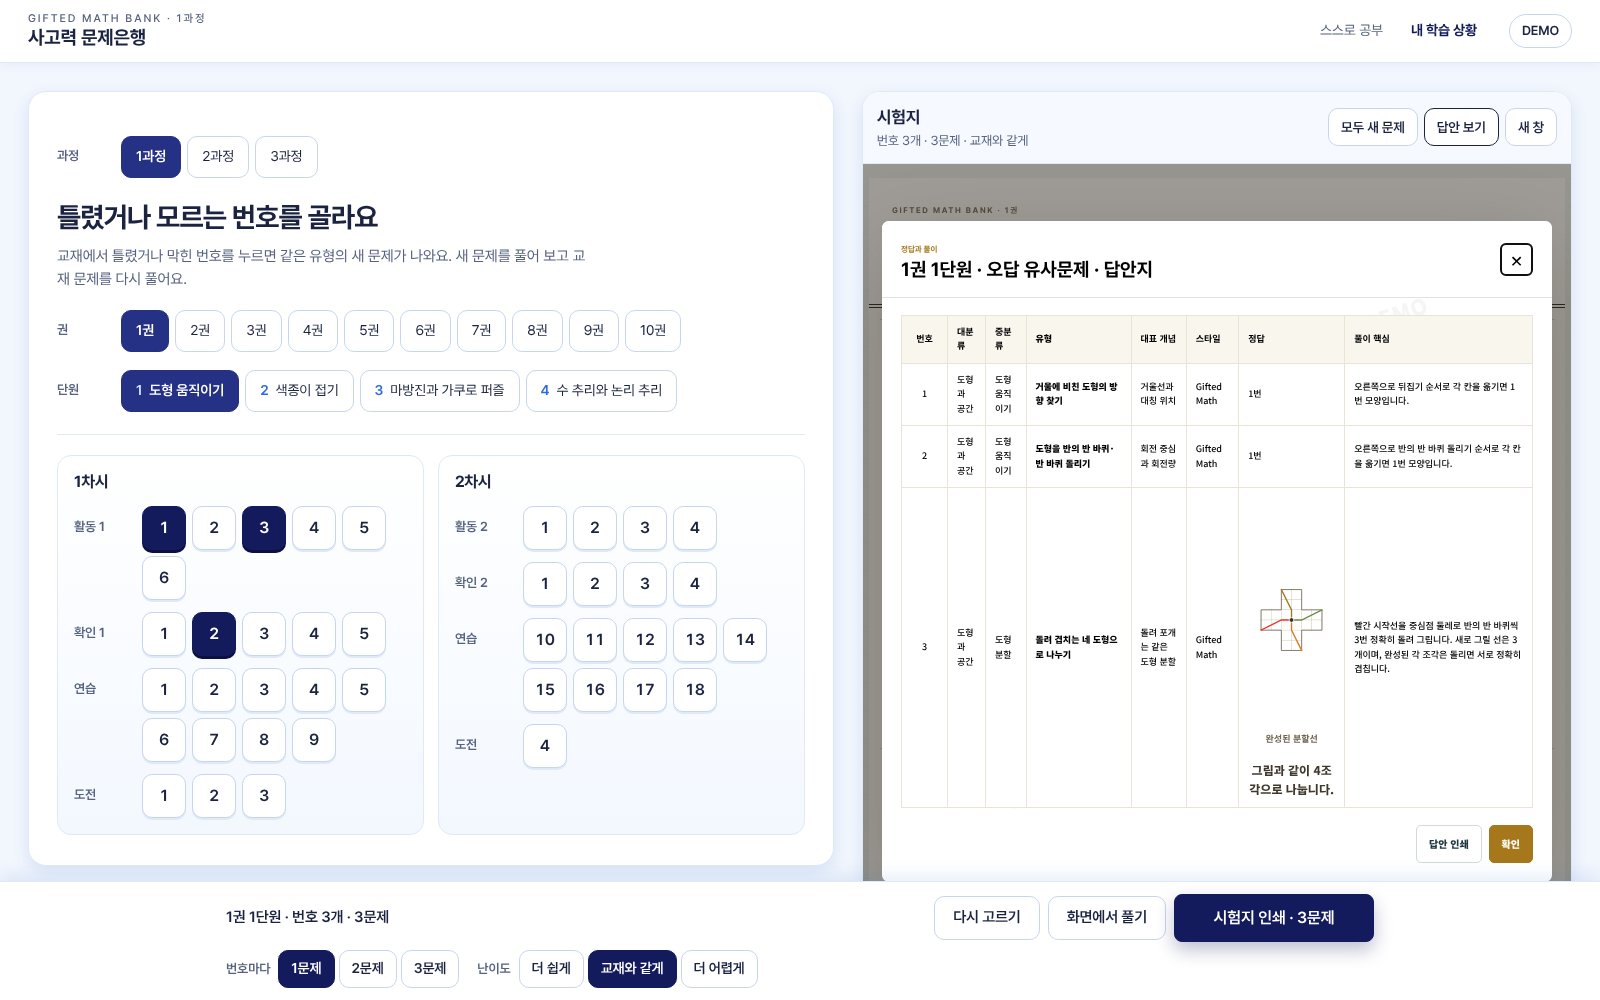 GIFTED MATH BANK · 1과정
사고력 문제은행
스스로 공부
내 학습 상황
DEMO
과정
1과정
2과정
3과정
틀렸거나 모르는 번호를 골라요
교재에서 틀렸거나 막힌 번호를 누르면 같은 유형의 새 문제가 나와요. 새 문제를 풀어 보고 교
재 문제를 다시 풀어요.
권
1권
2권
3권
4권
5권
6권
7권
8권
9권
10권
단원
1 도형 움직이기
2 색종이 접기
3 마방진과 가쿠로 퍼즐
4 수 추리와 논리 추리
1차시
활동 1
1 2 3 4 5
6
확인 1
1 2 3 4 5
연습
1 2 3 4 5
6 7 8 9
도전
1 2 3
2차시
활동 2
1 2 3 4
확인 2
1 2 3 4
연습
10 11 12 13 14
15 16 17 18
도전
4
시험지
번호 3개 · 3문제 · 교재와 같게
모두 새 문제
답안 보기
새 창
GIFTED MATH BANK · 1권
정답과 풀이
1권 1단원 · 오답 유사문제 · 답안지
×
번호
대분
류
중분
류
유형
대표 개념
스타일
정답
풀이 핵심
1
도형
과
공간
도형
움직
이기
거울에 비친 도형의 방
향 찾기
거울선과
대칭 위치
Gifted
Math
1번
오른쪽으로 뒤집기 순서로 각 칸을 옮기면 1
번 모양입니다.
2
도형
과
공간
도형
움직
이기
도형을 반의 반 바퀴·
반 바퀴 돌리기
회전 중심
과 회전량
Gifted
Math
1번
오른쪽으로 반의 반 바퀴 돌리기 순서로 각 칸
을 옮기면 1번 모양입니다.
3
도형
과
공간
도형
분할
돌려 겹치는 네 도형으
로 나누기
돌려 포개
는 같은
도형 분할
Gifted
Math
완성된 분할선
그림과 같이 4조
각으로 나눕니다.
빨간 시작선을 중심점 둘레로 반의 반 바퀴씩
3번 정확히 돌려 그립니다. 새로 그릴 선은 3
개이며, 완성된 각 조각은 돌리면 서로 정확히
겹칩니다.
답안 인쇄
확인
1권 1단원 · 번호 3개 · 3문제
다시 고르기
화면에서 풀기
시험지 인쇄 · 3문제
번호마다
1문제
2문제
3문제
난이도
더 쉽게
교재와 같게
더 어렵게